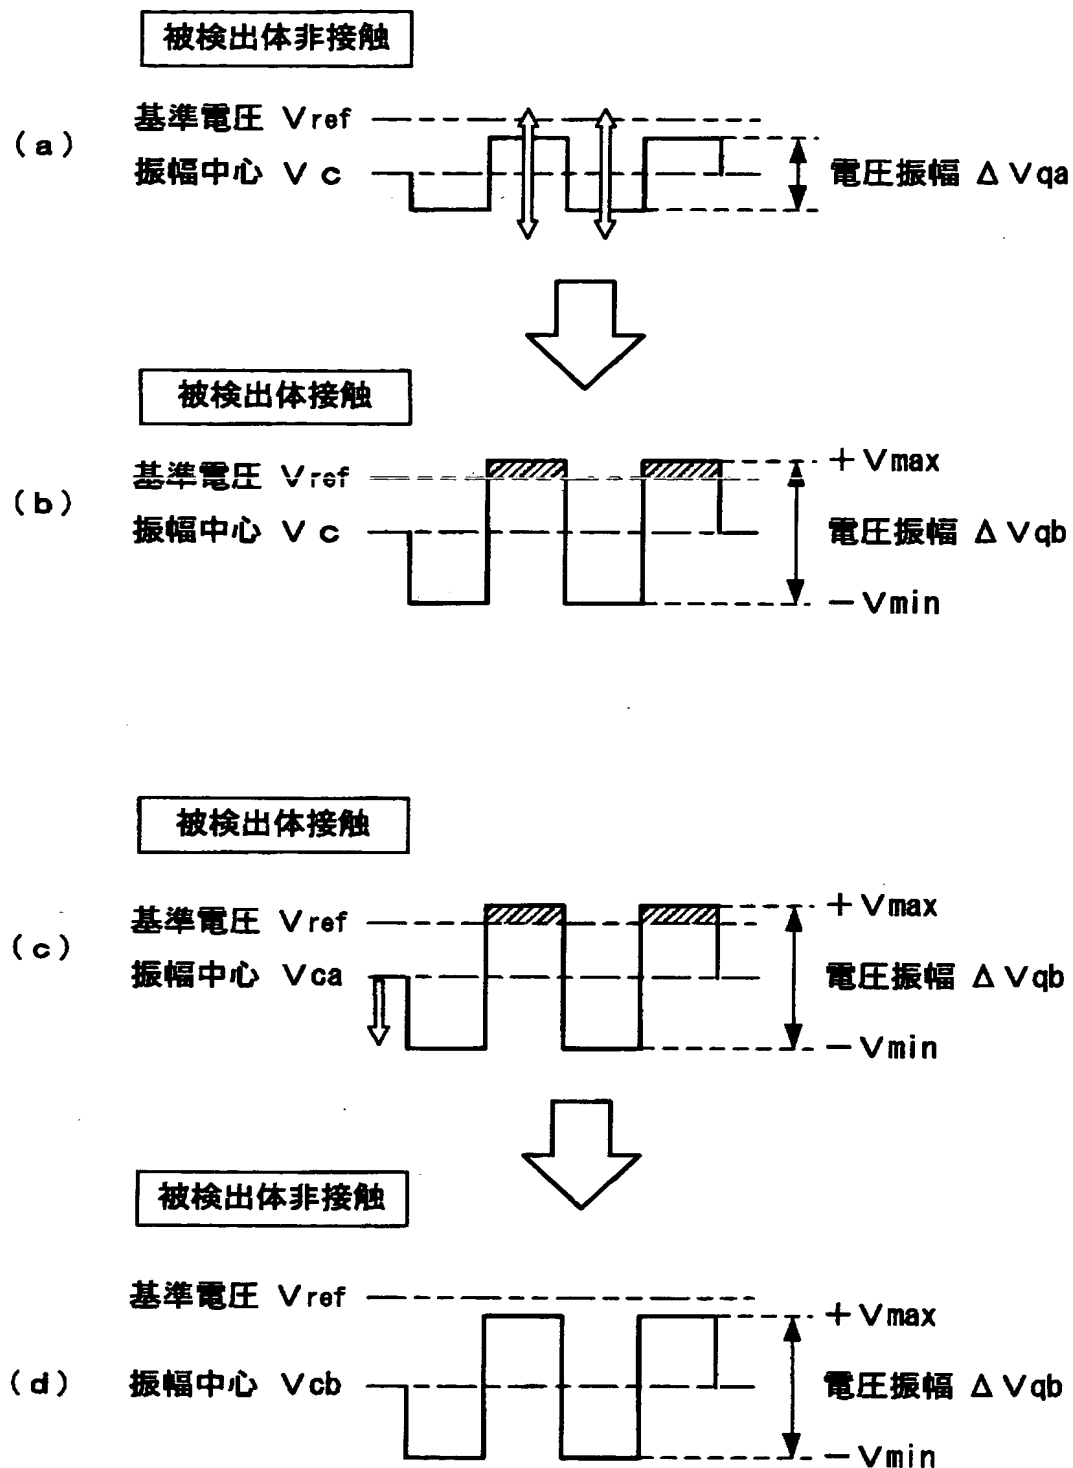 被検出体非接触
基準電圧 Vref
(a)
振幅中心 Vc
電圧振幅 ΔVqa
被検出体接触
+Vmax
基準電圧 Vref
(b)
振幅中心 Vc
電圧振幅 ΔVqb
-Vmin
被検出体接触
+Vmax
基準電圧 Vref
(c)
振幅中心 Vca
電圧振幅 ΔVqb
-Vmin
被検出体非接触
基準電圧 Vref
+Vmax
(d)
振幅中心 Vcb
電圧振幅 ΔVqb
-Vmin